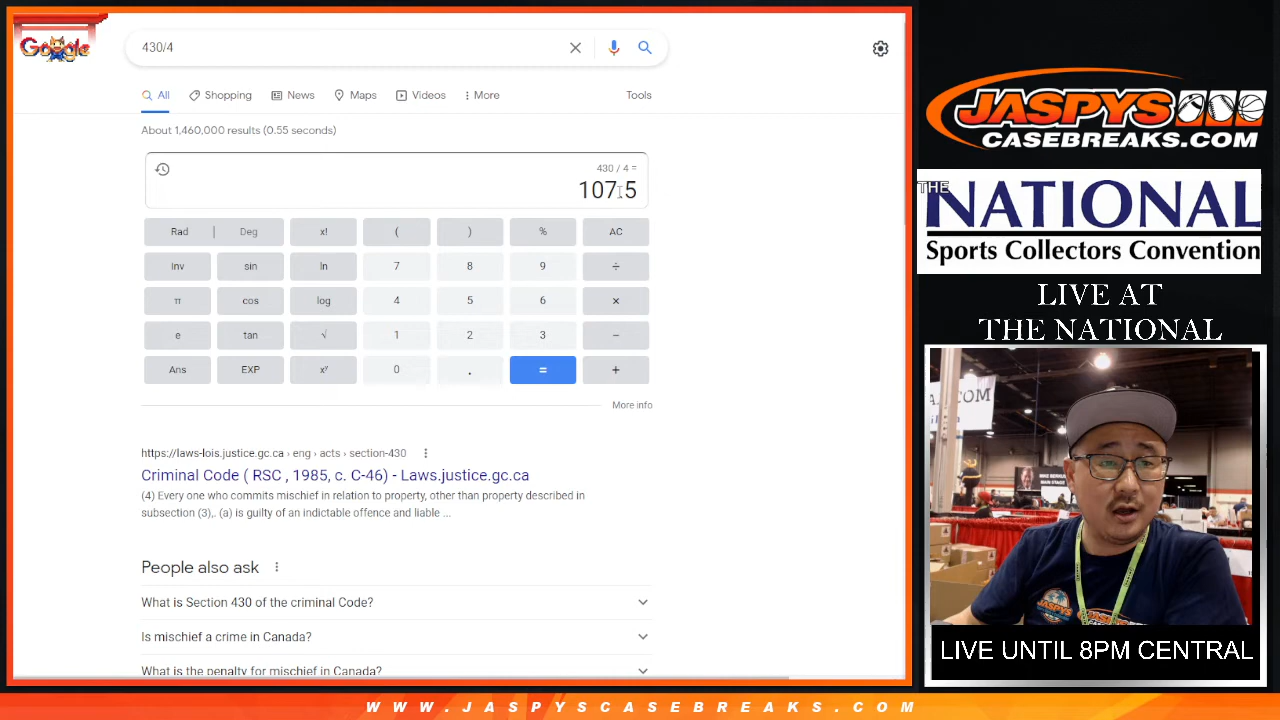 Google
430/4
All
Shopping
News
Maps
Videos
More
Tools
About 1,460,000 results (0.55 seconds)
430 / 4 =
107.5
Rad
Deg
x!
(
)
%
AC
Inv
sin
ln
7
8
9
÷
π
cos
log
4
5
6
×
e
tan
√
1
2
3
−
Ans
EXP
xʸ
0
.
=
+
More info
https://laws-lois.justice.gc.ca › eng › acts › section-430
Criminal Code ( RSC , 1985, c. C-46) - Laws.justice.gc.ca
(4) Every one who commits mischief in relation to property, other than property described in
subsection (3),. (a) is guilty of an indictable offence and liable ...
People also ask
What is Section 430 of the criminal Code?
Is mischief a crime in Canada?
What is the penalty for mischief in Canada?
JASPYS
CASEBREAKS.COM
THE
NATIONAL
Sports Collectors Convention
LIVE AT
THE NATIONAL
.COM
MAIN STAGE
JASPYS
LIVE UNTIL 8PM CENTRAL
WWW.JASPYSCASEBREAKS.COM